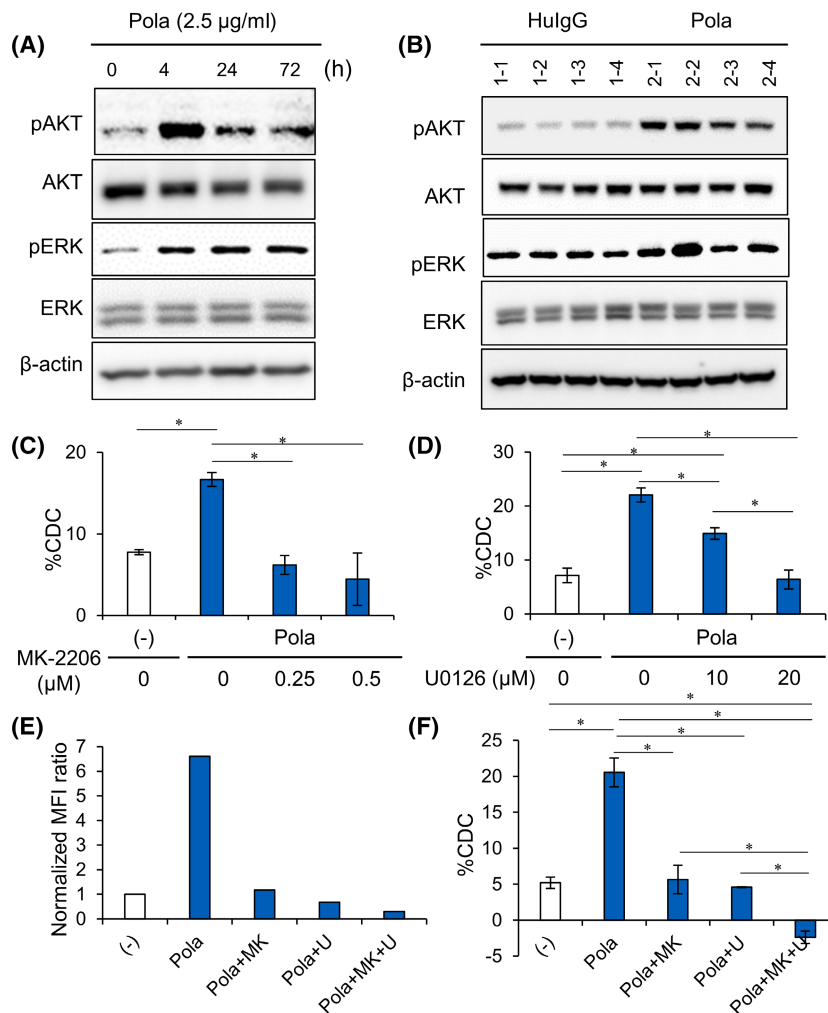 Pola (2.5 µg/ml)
(A)
0 4 24 72 (h)
pAKT
AKT
pERK
ERK
β-actin
HuIgG Pola
(B)
1-1 1-2 1-3 1-4 2-1 2-2 2-3 2-4
pAKT
AKT
pERK
ERK
β-actin
(C)
* * *
20
10
0
%CDC
(-) Pola
MK-2206
(µM)
0 0 0.25 0.5
(D)
* * * * *
30
20
10
0
%CDC
(-) Pola
U0126 (µM) 0 0 10 20
(E)
7
6
5
4
3
2
1
0
Normalized MFI ratio
(-) Pola Pola+MK Pola+U Pola+MK+U
(F)
* * * * * * *
25
20
15
10
5
0
-5
%CDC
(-) Pola Pola+MK Pola+U Pola+MK+U